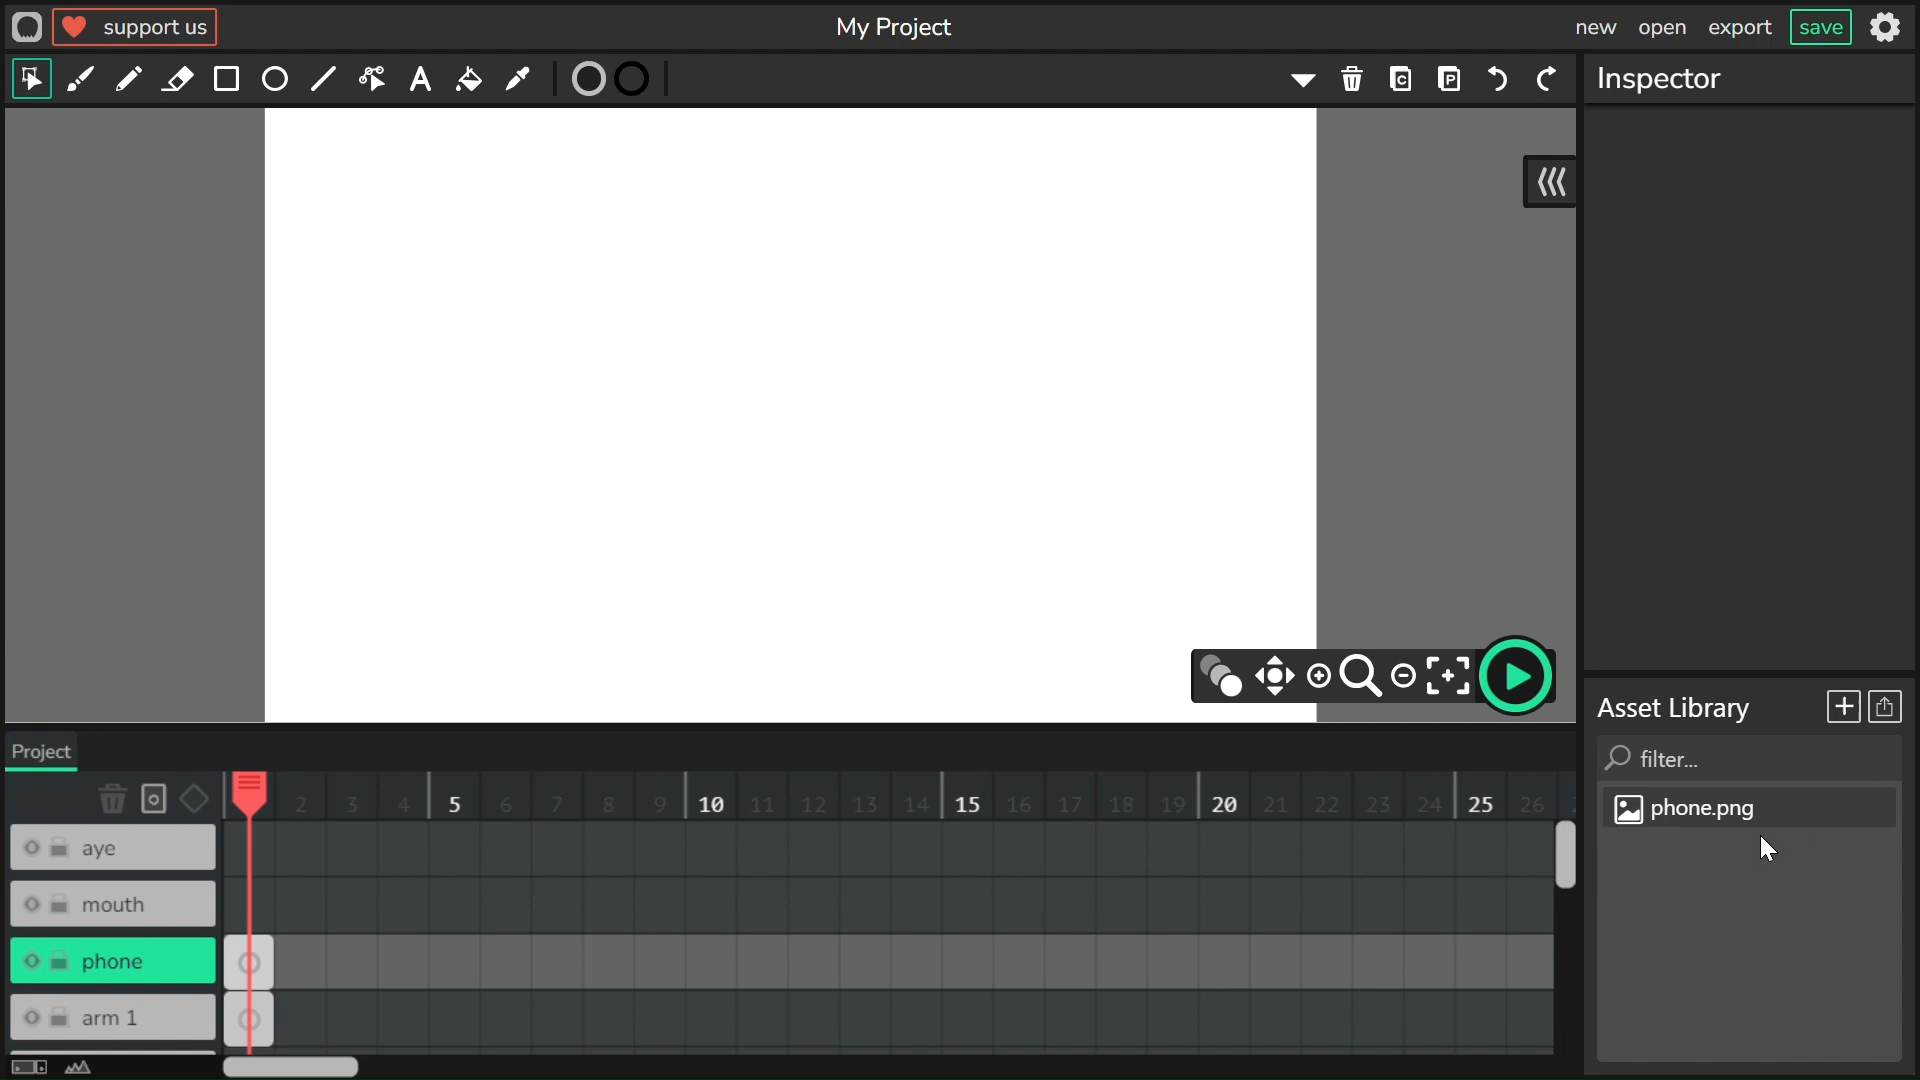 support us
My Project
new open export save
Inspector
Asset Library
filter...
phone.png
Project
2 3 4 5 6 7 8 9 10 11 12 13 14 15 16 17 18 19 20 21 22 23 24 25 26
aye
mouth
phone
arm 1